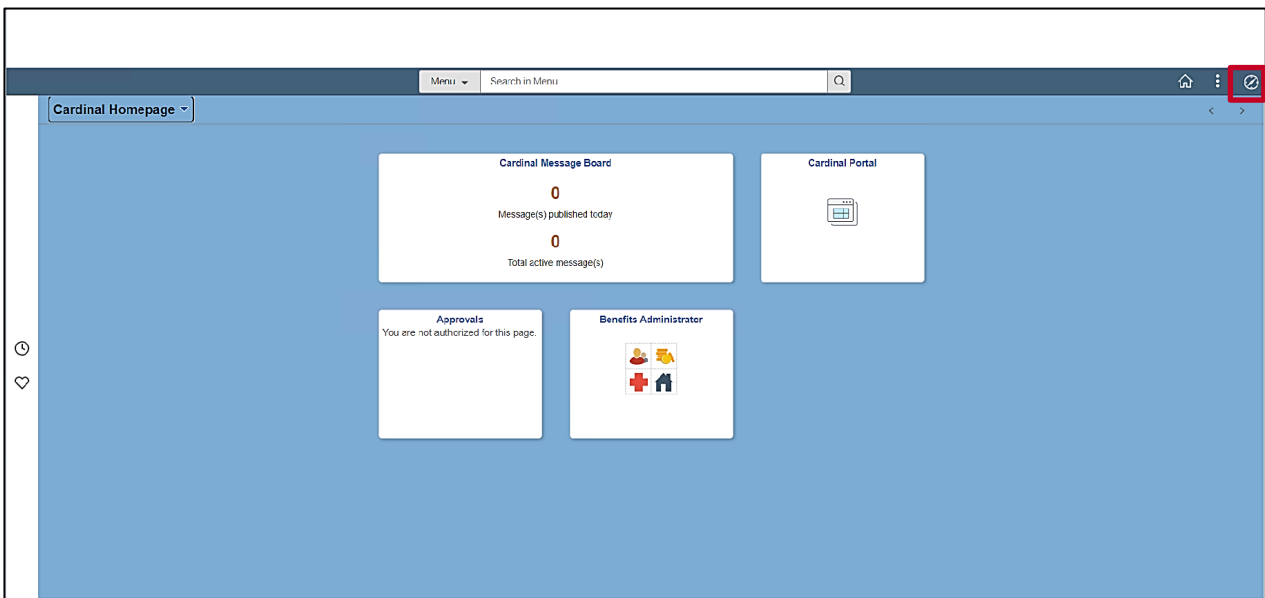 Menu
Search in Menu
Cardinal Homepage
Cardinal Message Board
0
Message(s) published today
0
Total active message(s)
Cardinal Portal
Approvals
You are not authorized for this page.
Benefits Administrator